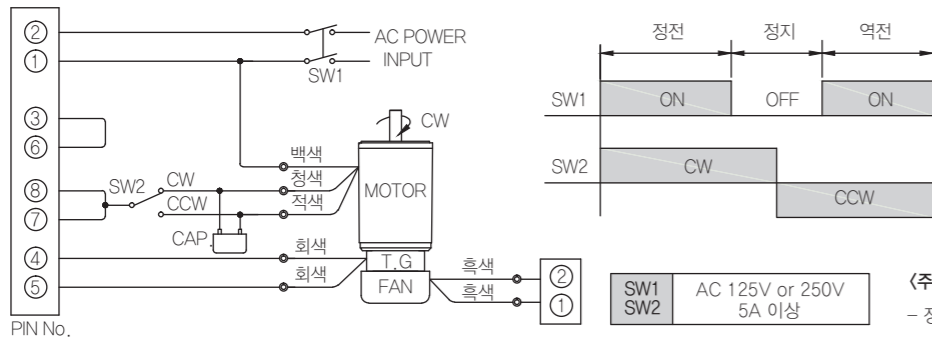 ②
①
③
⑥
⑧
⑦
④
⑤
PIN No.
AC POWER
INPUT
SW1
CW
백색
청색
적색
SW2
CW
CCW
CAP.
MOTOR
회색
회색
T.G
FAN
흑색
흑색
②
①
정전
정지
역전
SW1
ON
OFF
ON
SW2
CW
CCW
SW1
SW2
AC 125V or 250V
5A 이상
〈주
–